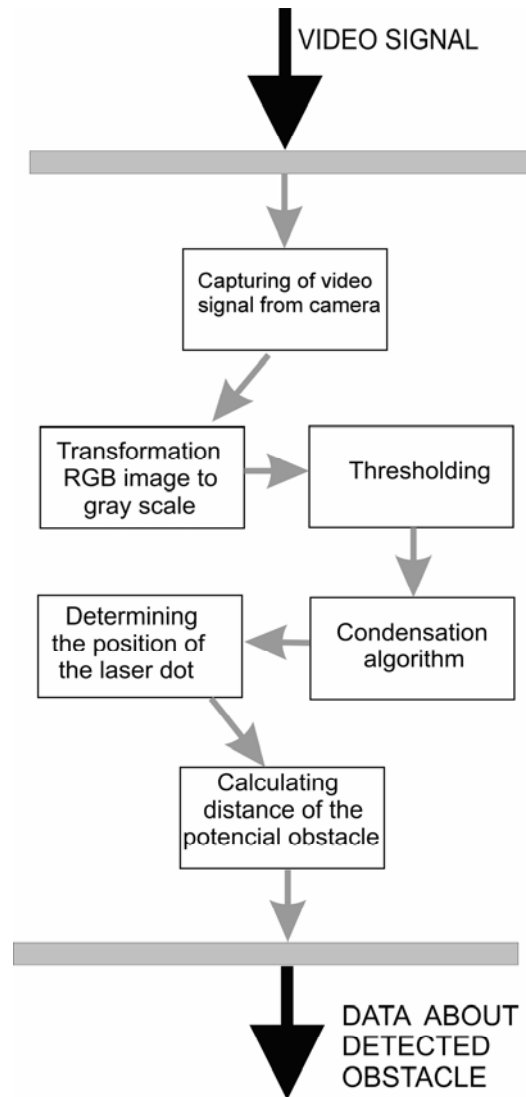 VIDEO SIGNAL
Capturing of video
signal from camera
Transformation
RGB image to
gray scale
Thresholding
Condensation
algorithm
Determining
the position of
the laser dot
Calculating
distance of the
potencial obstacle
DATA ABOUT
DETECTED
OBSTACLE